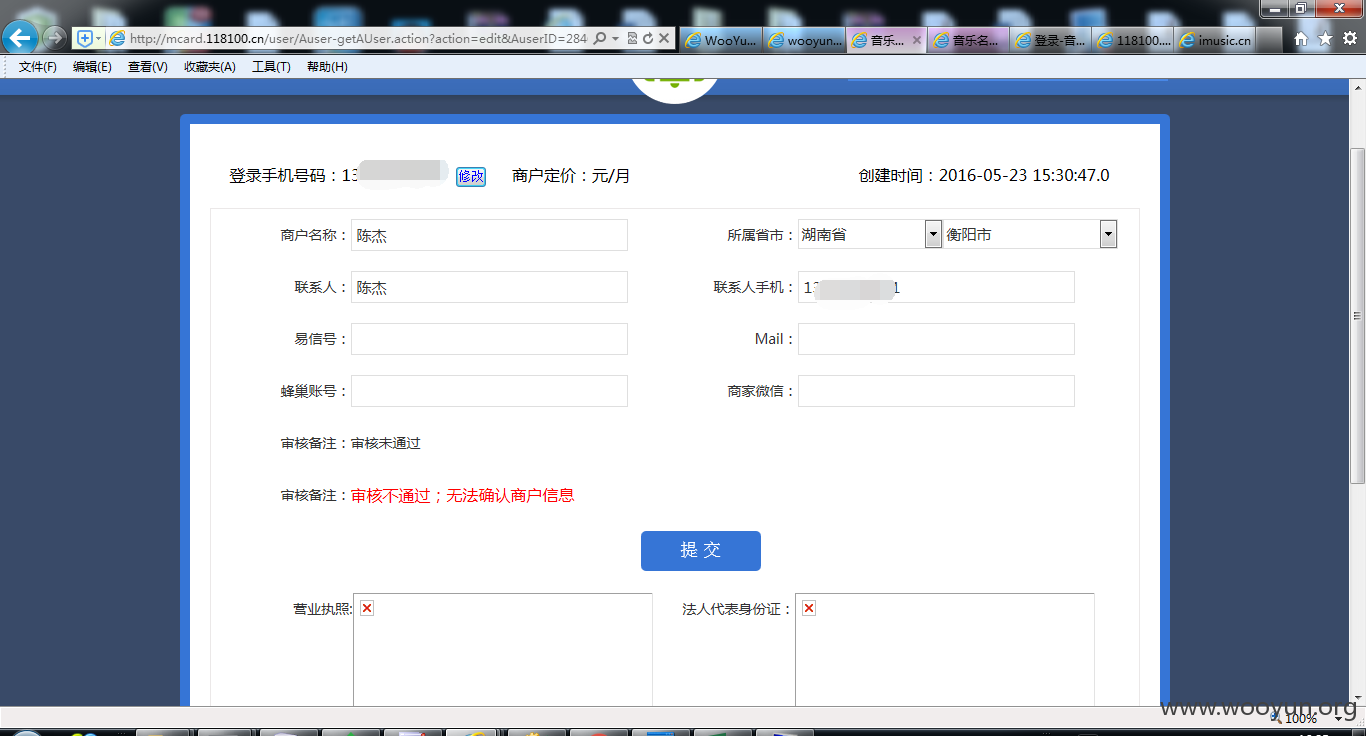 http://mcard.118100.cn/user/Auser-getAUser.action?action=edit&AuserID=284
WooYu... wooyun... 音乐... 音乐名... 登录-音... 118100.... imusic.cn
文件(F) 编辑(E) 查看(V) 收藏夹(A) 工具(T) 帮助(H)
登录手机号码：13 修改 商户定价：元/月 创建时间：2016-05-23 15:30:47.0
商户名称： 陈杰 所属省市： 湖南省 衡阳市
联系人： 陈杰 联系人手机： 13 1
易信号： Mail：
蜂巢账号： 商家微信：
审核备注：审核未通过
审核备注：审核不通过；无法确认商户信息
提 交
营业执照: 法人代表身份证：
www.wooyun.org
100%